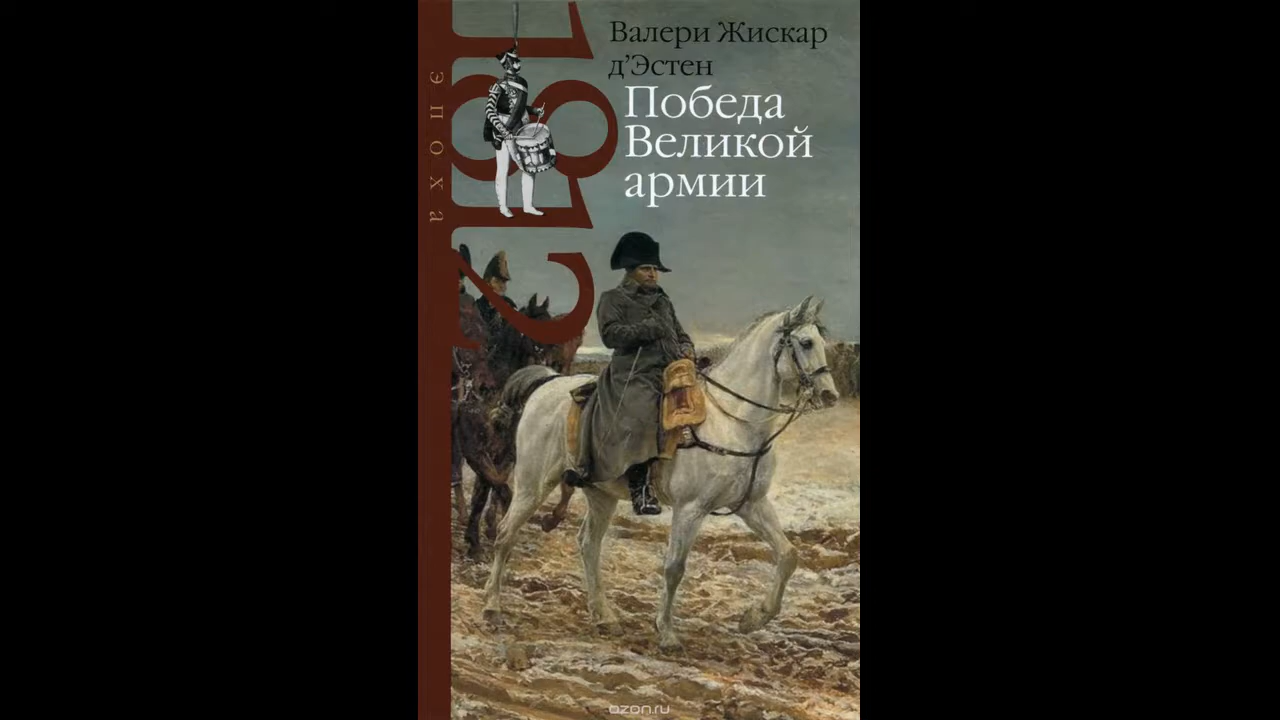 эпоха
1812
Валери Жискар
д'Эстен
Победа
Великой
армии
ozon.ru